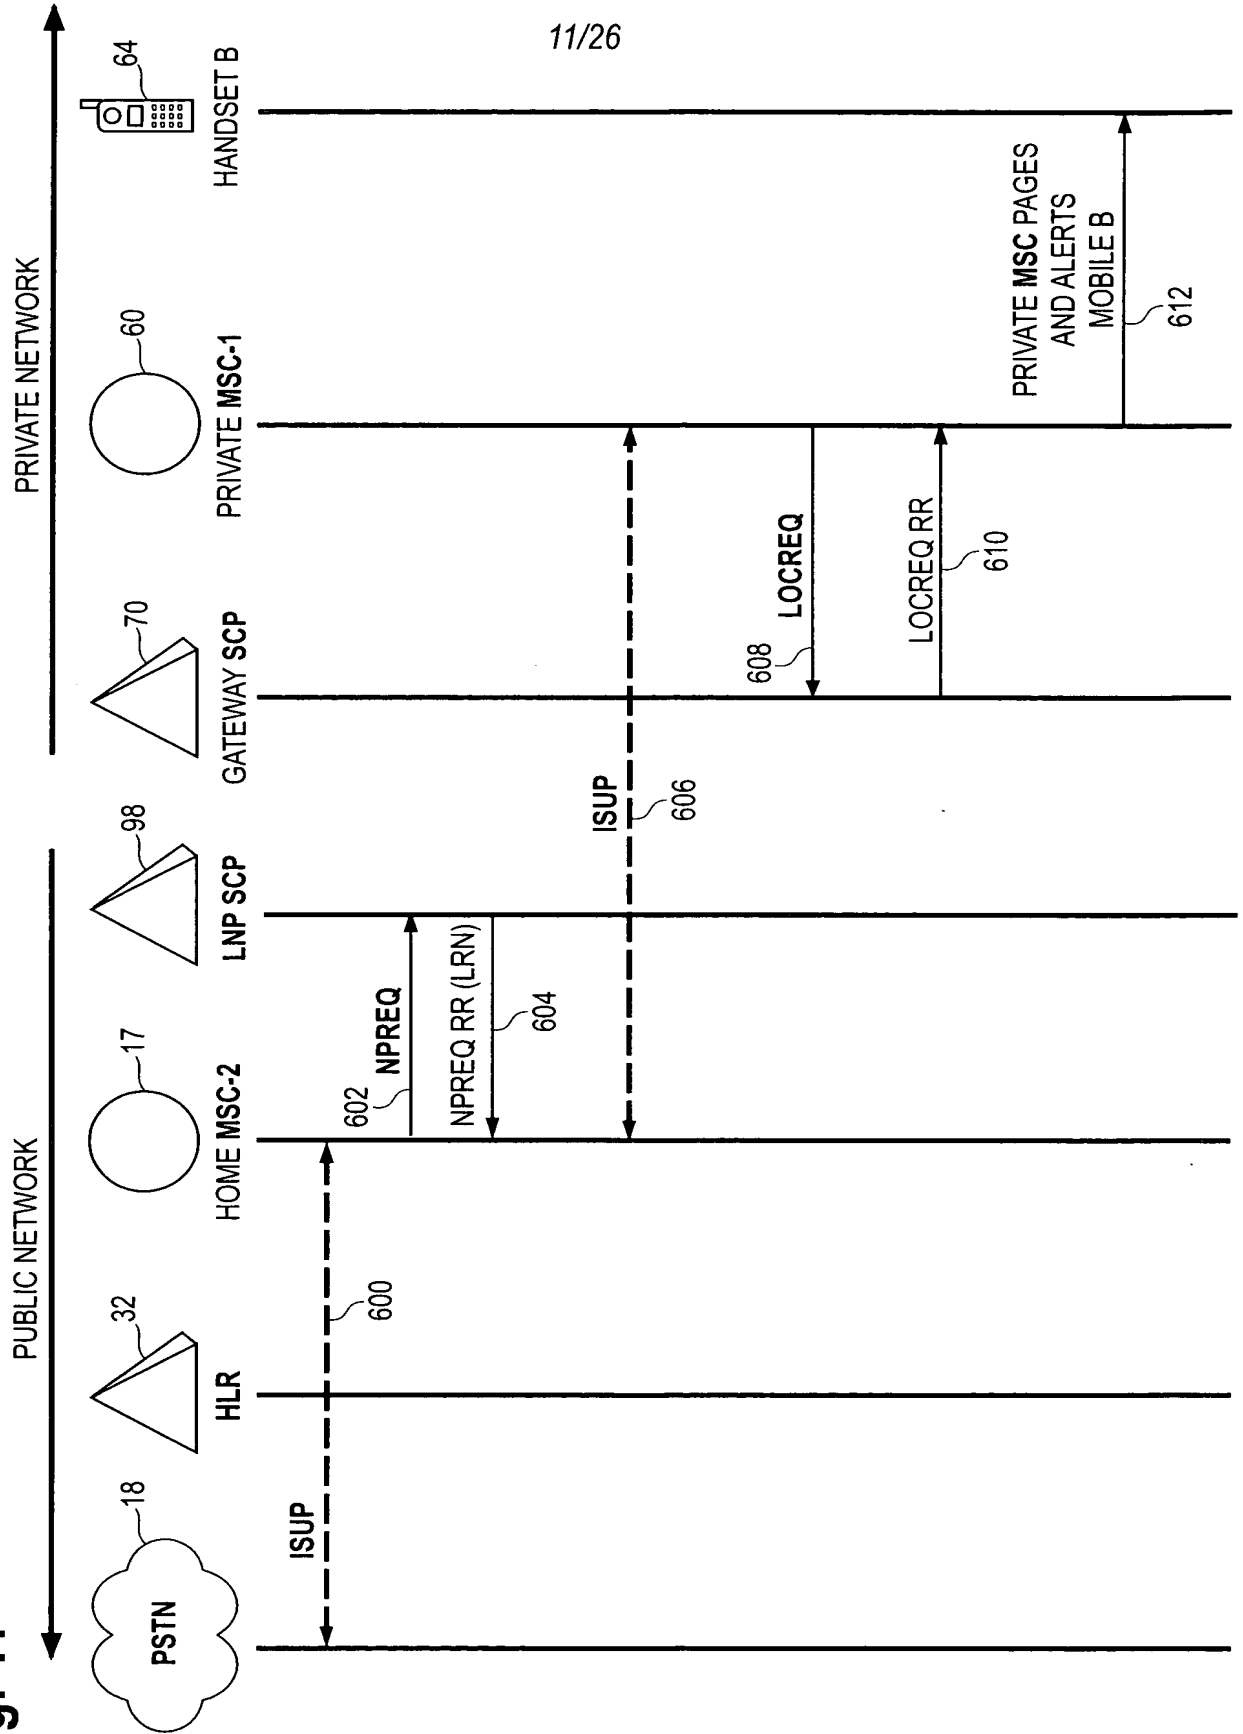 11/26
PUBLIC NETWORK
PRIVATE NETWORK
18
32
17
98
70
60
64
PSTN
HLR
HOME MSC-2
LNP SCP
GATEWAY SCP
PRIVATE MSC-1
HANDSET B
ISUP
600
602
NPREQ
NPREQ RR (LRN)
604
ISUP
606
608
LOCREQ
LOCREQ RR
610
PRIVATE MSC PAGES
AND ALERTS
MOBILE B
612